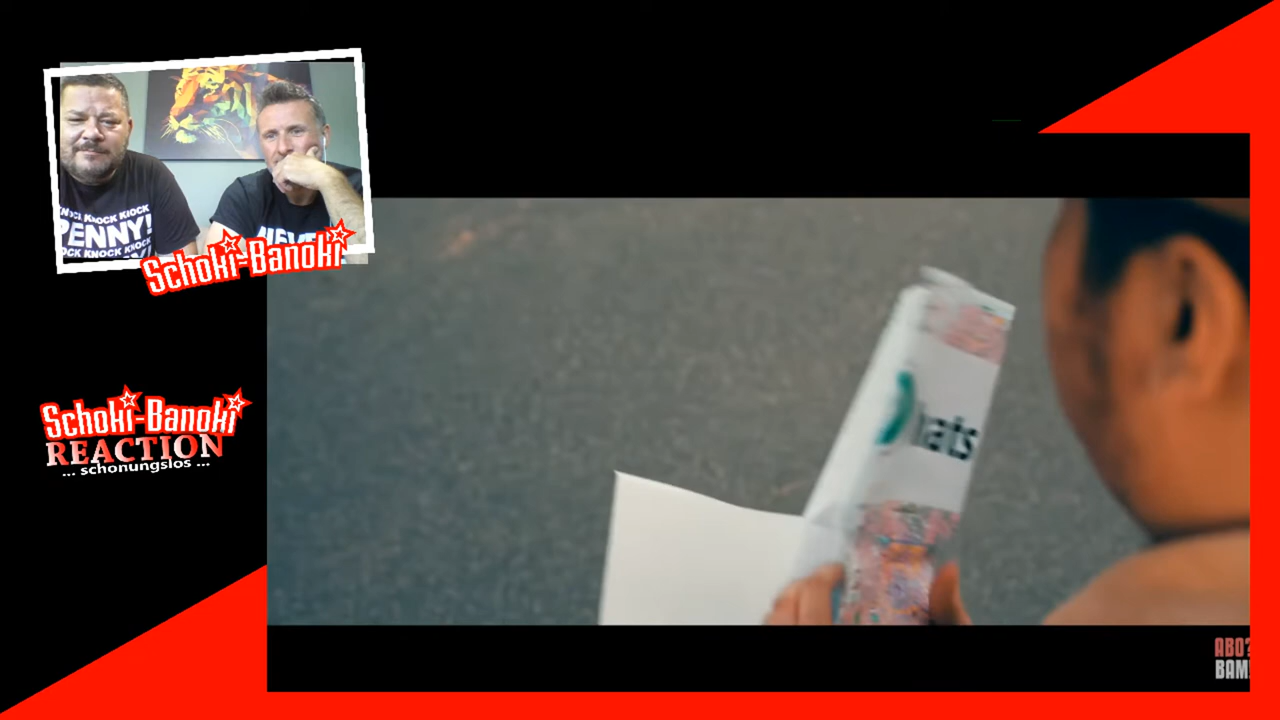 KNOCK KNOCK KNOCK
PENNY!
KNOCK KNOCK KNOCK
Schoki-Banoki
Schoki-Banoki
REACTION
... schonungslos ...
hats
ABO?
BAM!